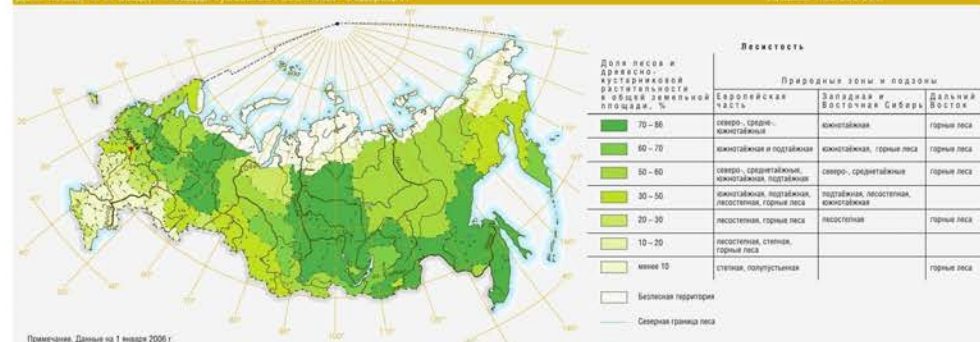 Лесистость
Доля лесов и
древесно-
кустарниковой
растительности
в общей земельной
площади, %
Природные зоны и подзоны
Европейская
часть
Западная и
Восточная Сибирь
Дальний
Восток
70 – 86
северо-, средне-,
южнотаёжные
южнотаёжная
горные леса
60 – 70
южнотаёжная и подтаёжная
южнотаёжная, горные леса
горные леса
50 – 60
северо-, среднетаёжные,
южнотаёжная, подтаёжная
северо-, среднетаёжные
горные леса
30 – 50
южнотаёжная, подтаёжная,
лесостепная, горные леса
подтаёжная, лесостепная,
южнотаёжная
20 – 30
лесостепная, горные леса
лесостепная
горные леса
10 – 20
лесостепная, степная,
горные леса
менее 10
степная, полупустынная
горные леса
Безлесная территория
Северная граница леса
Примечание. Данные на 1 января 2006 г